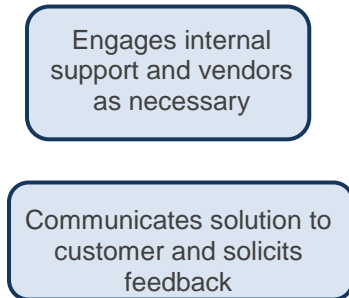 Engages internal
support and vendors
as necessary
Communicates solution to
customer and solicits
feedback